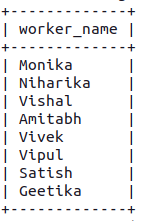 +-------------+
| worker_name |
+-------------+
| Monika      |
| Niharika    |
| Vishal      |
| Amitabh     |
| Vivek       |
| Vipul       |
| Satish      |
| Geetika     |
+-------------+